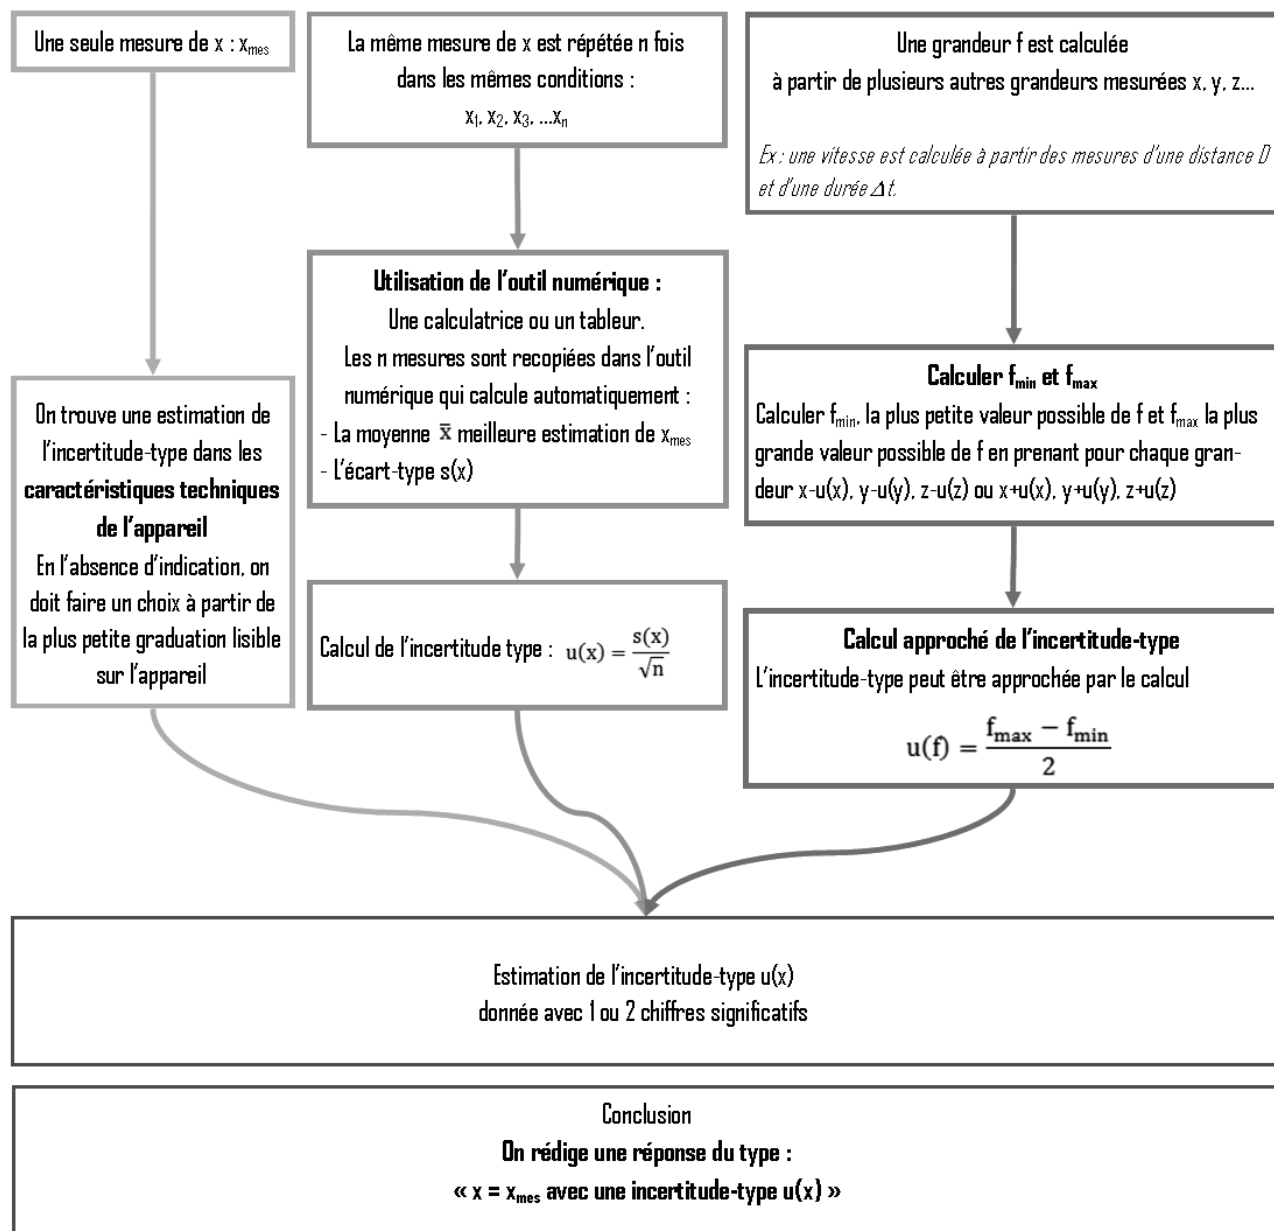 Une seule mesure de x : xmes
La même mesure de x est répétée n fois
dans les mêmes conditions :
x1, x2, x3, ...xn
Une grandeur f est calculée
à partir de plusieurs autres grandeurs mesurées x, y, z...
Ex : une vitesse est calculée à partir des mesures d'une distance D
et d'une durée Δt.
On trouve une estimation de
l'incertitude-type dans les
caractéristiques techniques
de l'appareil
En l'absence d'indication, on
doit faire un choix à partir de
la plus petite graduation lisible
sur l'appareil
Utilisation de l'outil numérique :
Une calculatrice ou un tableur.
Les n mesures sont recopiées dans l'outil
numérique qui calcule automatiquement :
- La moyenne x̄ meilleure estimation de xmes
- L'écart-type s(x)
Calcul de l'incertitude type : u(x) = s(x)/√n
Calculer fmin et fmax
Calculer fmin, la plus petite valeur possible de f et fmax la plus
grande valeur possible de f en prenant pour chaque gran-
deur x-u(x), y-u(y), z-u(z) ou x+u(x), y+u(y), z+u(z)
Calcul approché de l'incertitude-type
L'incertitude-type peut être approchée par le calcul
u(f) = (fmax − fmin)/2
Estimation de l'incertitude-type u(x)
donnée avec 1 ou 2 chiffres significatifs
Conclusion
On rédige une réponse du type :
« x = xmes avec une incertitude-type u(x) »